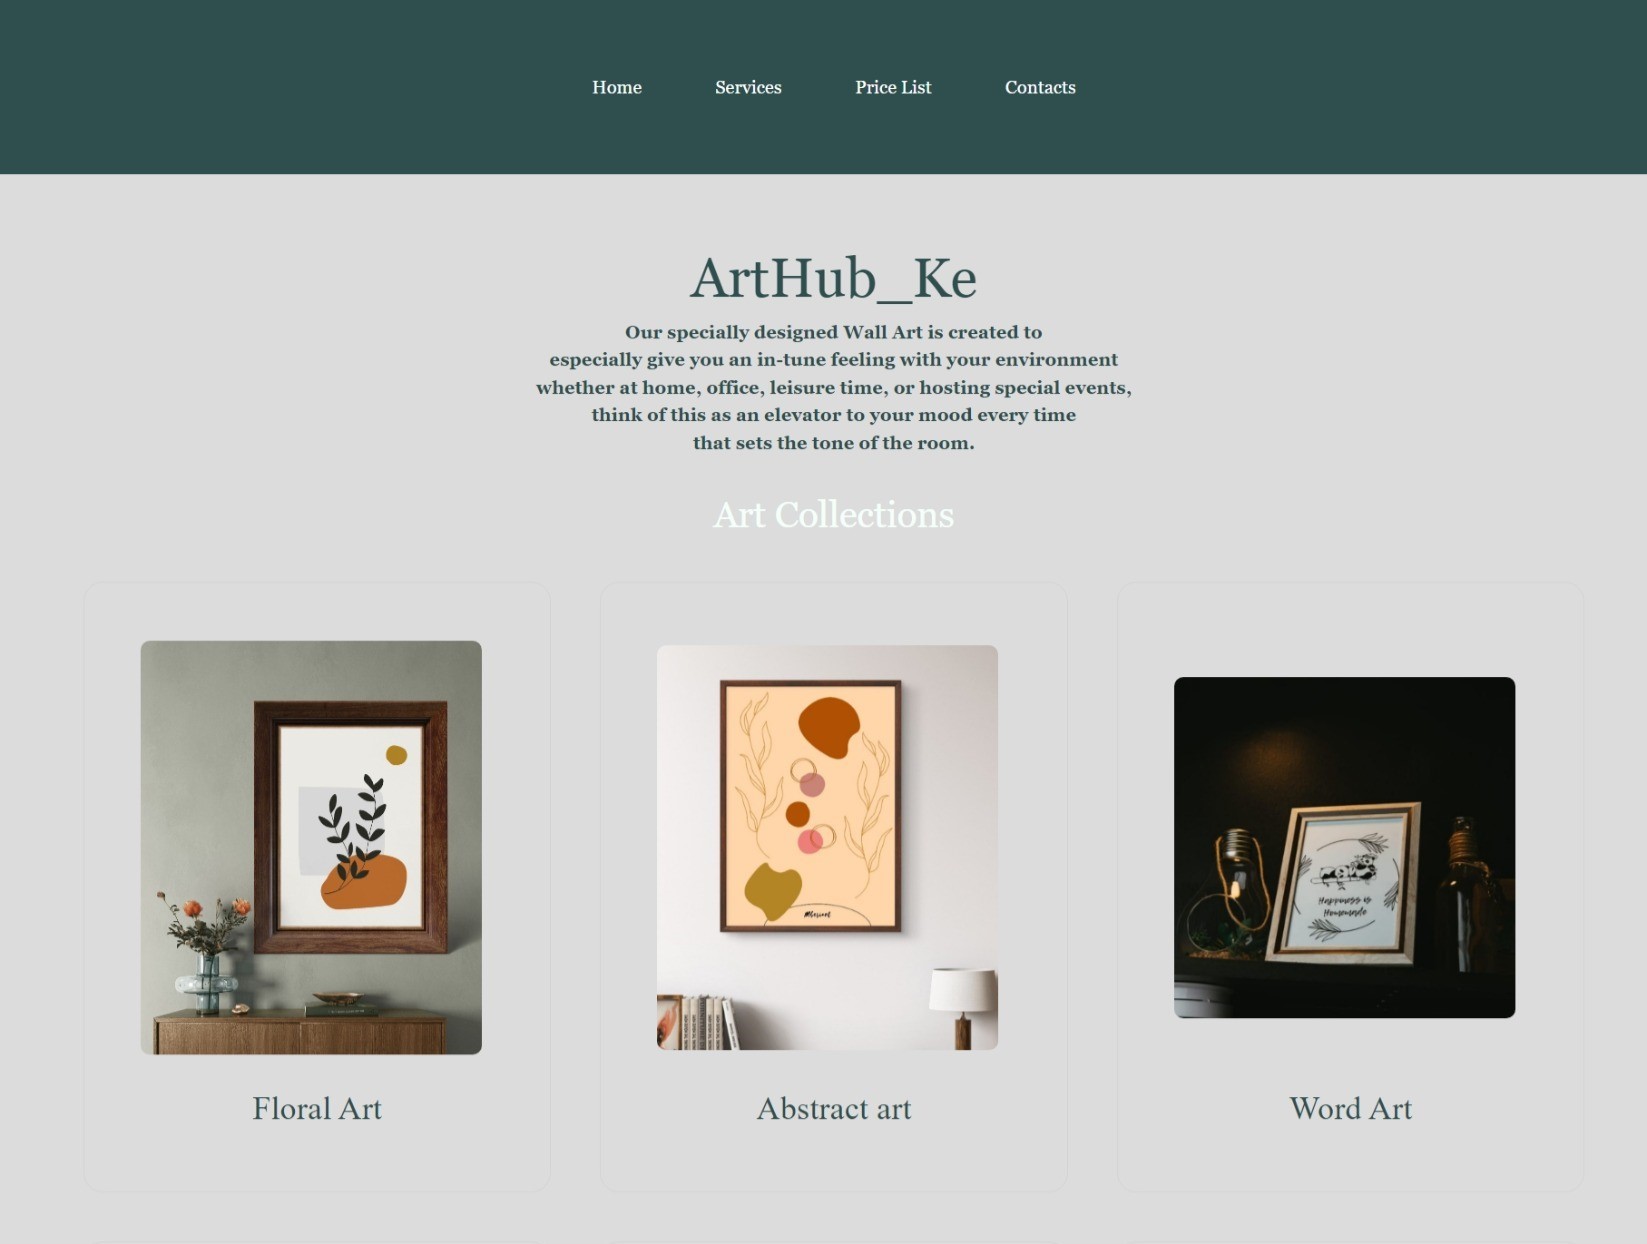 Home Services Price List Contacts
ArtHub_Ke
Our specially designed Wall Art is created to
especially give you an in-tune feeling with your environment
whether at home, office, leisure time, or hosting special events,
think of this as an elevator to your mood every time
that sets the tone of the room.
Art Collections
Happiness is
Homemade
Floral Art
Abstract art
Word Art